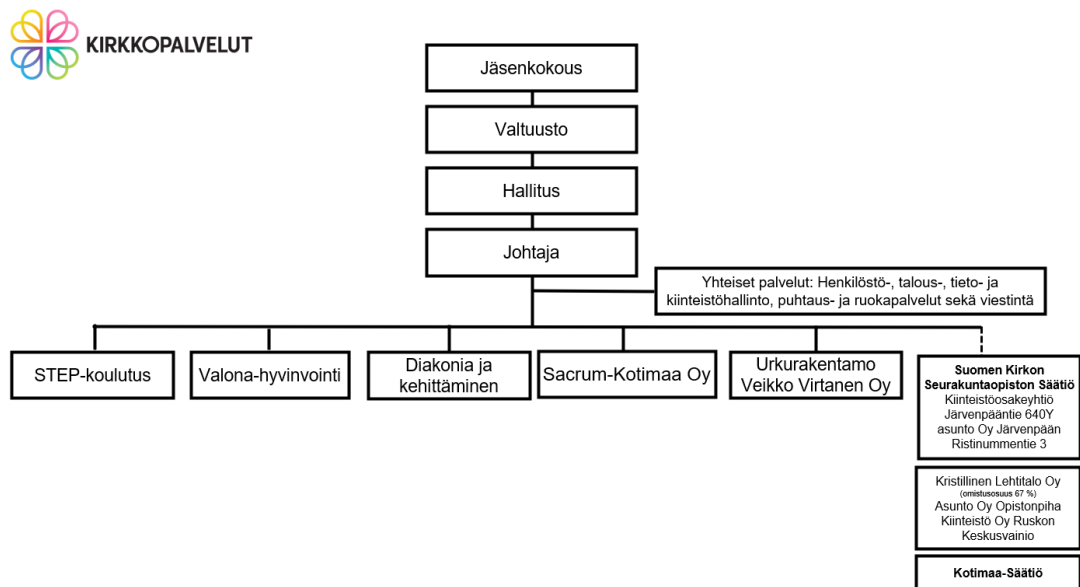 KIRKKOPALVELUT
Jäsenkokous
Valtuusto
Hallitus
Johtaja
Yhteiset palvelut: Henkilöstö-, talous-, tieto- ja
kiinteistöhallinto, puhtaus- ja ruokapalvelut sekä viestintä
STEP-koulutus
Valona-hyvinvointi
Diakonia ja
kehittäminen
Sacrum-Kotimaa Oy
Urkurakentamo
Veikko Virtanen Oy
Suomen Kirkon
Seurakuntaopiston Säätiö
Kiinteistöosakeyhtiö
Järvenpääntie 640Y
asunto Oy Järvenpään
Ristinummentie 3
Kristillinen Lehtitalo Oy
(omistusosuus 67 %)
Asunto Oy Opistonpiha
Kiinteistö Oy Ruskon
Keskusvainio
Kotimaa-Säätiö